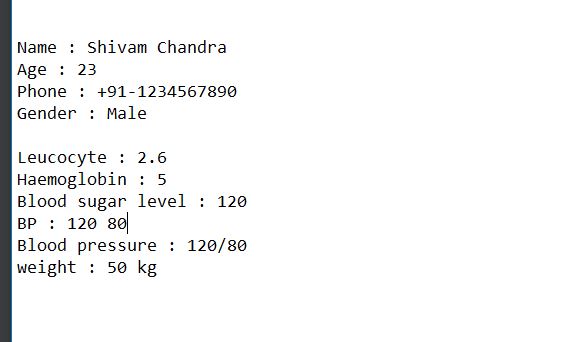 Name : Shivam Chandra
Age : 23
Phone : +91-1234567890
Gender : Male
Leucocyte : 2.6
Haemoglobin : 5
Blood sugar level : 120
BP : 120 80
Blood pressure : 120/80
weight : 50 kg